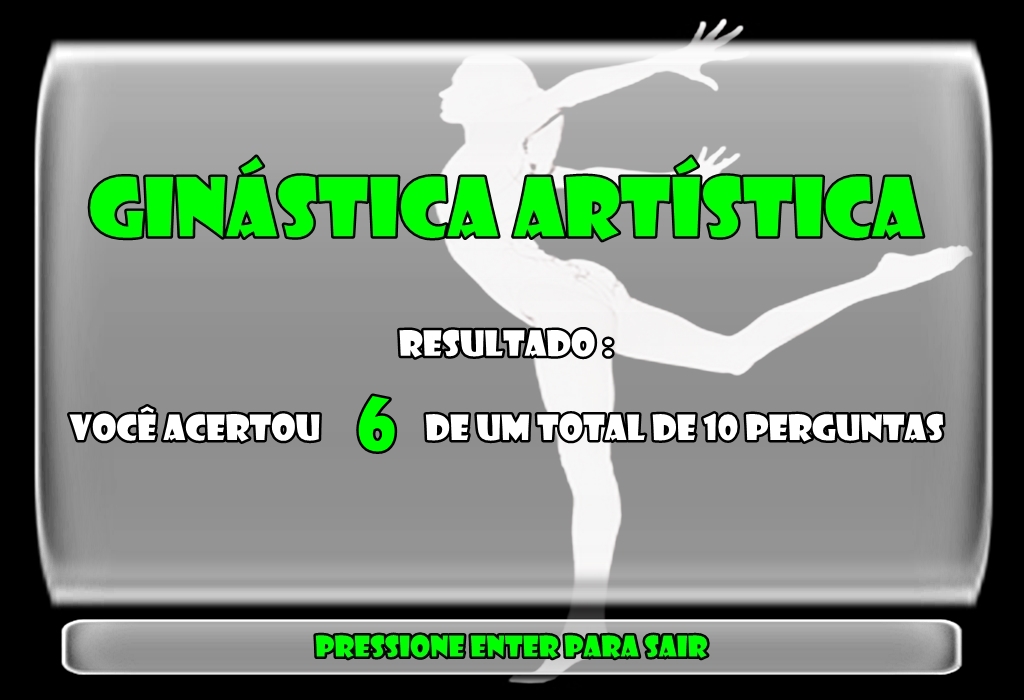 GINÁSTICA ARTÍSTICA
RESULTADO :
VOCÊ ACERTOU 6 DE UM TOTAL DE 10 PERGUNTAS
PRESSIONE ENTER PARA SAIR